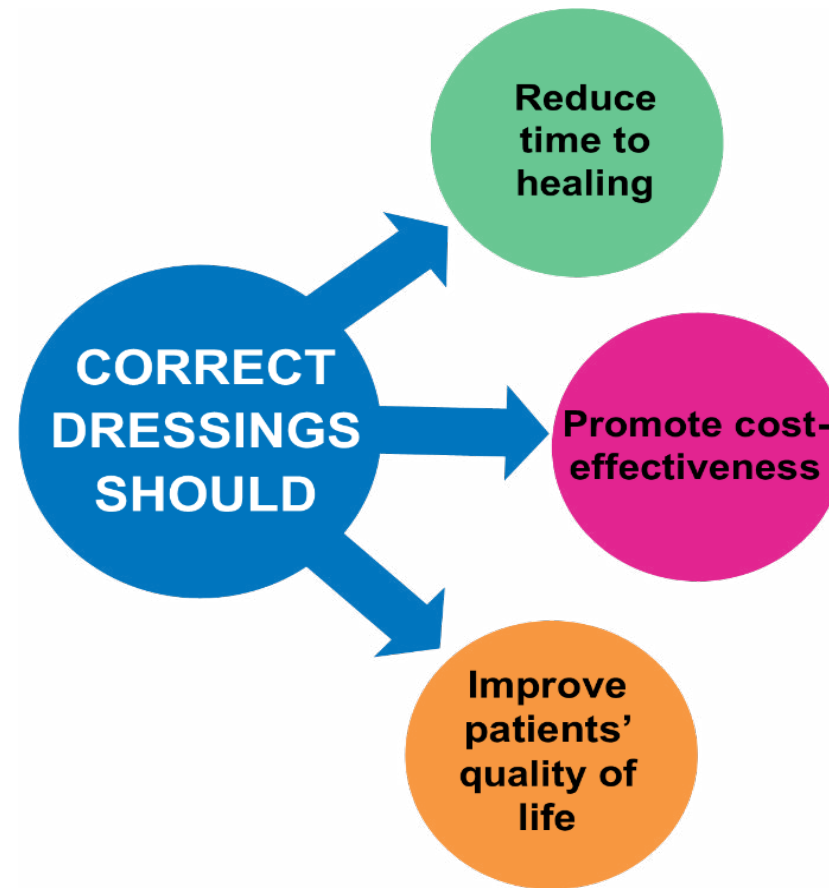 CORRECT
DRESSINGS
SHOULD
Reduce
time to
healing
Promote cost-
effectiveness
Improve
patients’
quality of
life